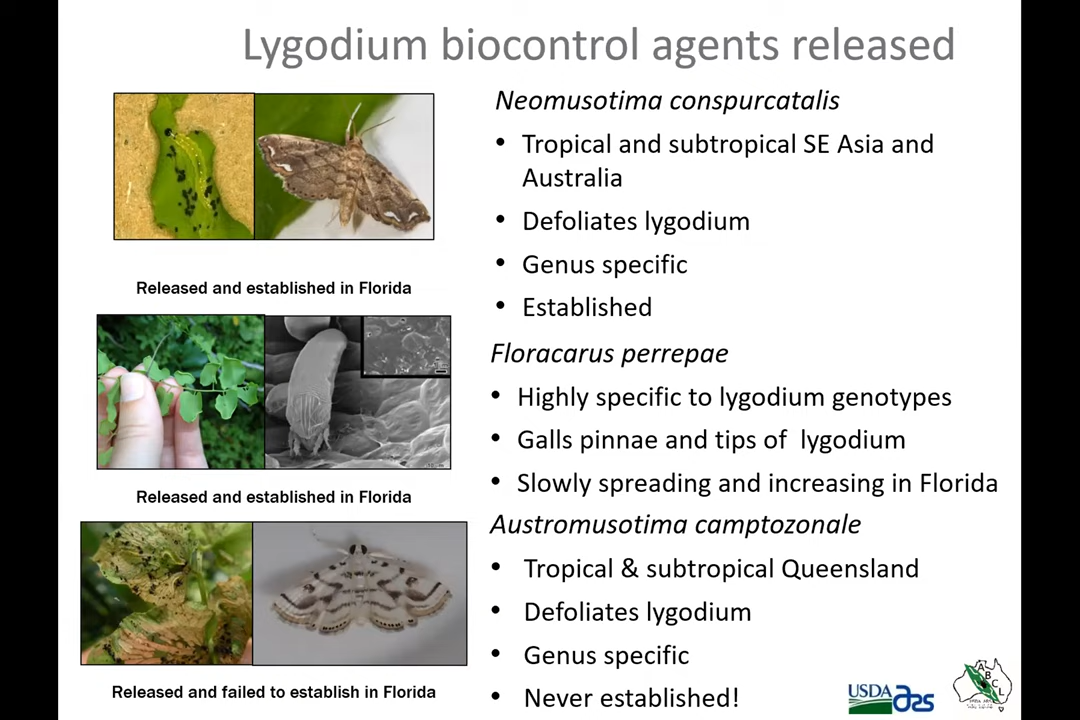 Lygodium biocontrol agents released
Released and established in Florida
Released and established in Florida
Released and failed to establish in Florida
Neomusotima conspurcatalis
• Tropical and subtropical SE Asia and
Australia
• Defoliates lygodium
• Genus specific
• Established
Floracarus perrepae
• Highly specific to lygodium genotypes
• Galls pinnae and tips of lygodium
• Slowly spreading and increasing in Florida
Austromusotima camptozonale
• Tropical & subtropical Queensland
• Defoliates lygodium
• Genus specific
• Never established!
USDA ars
A B C L